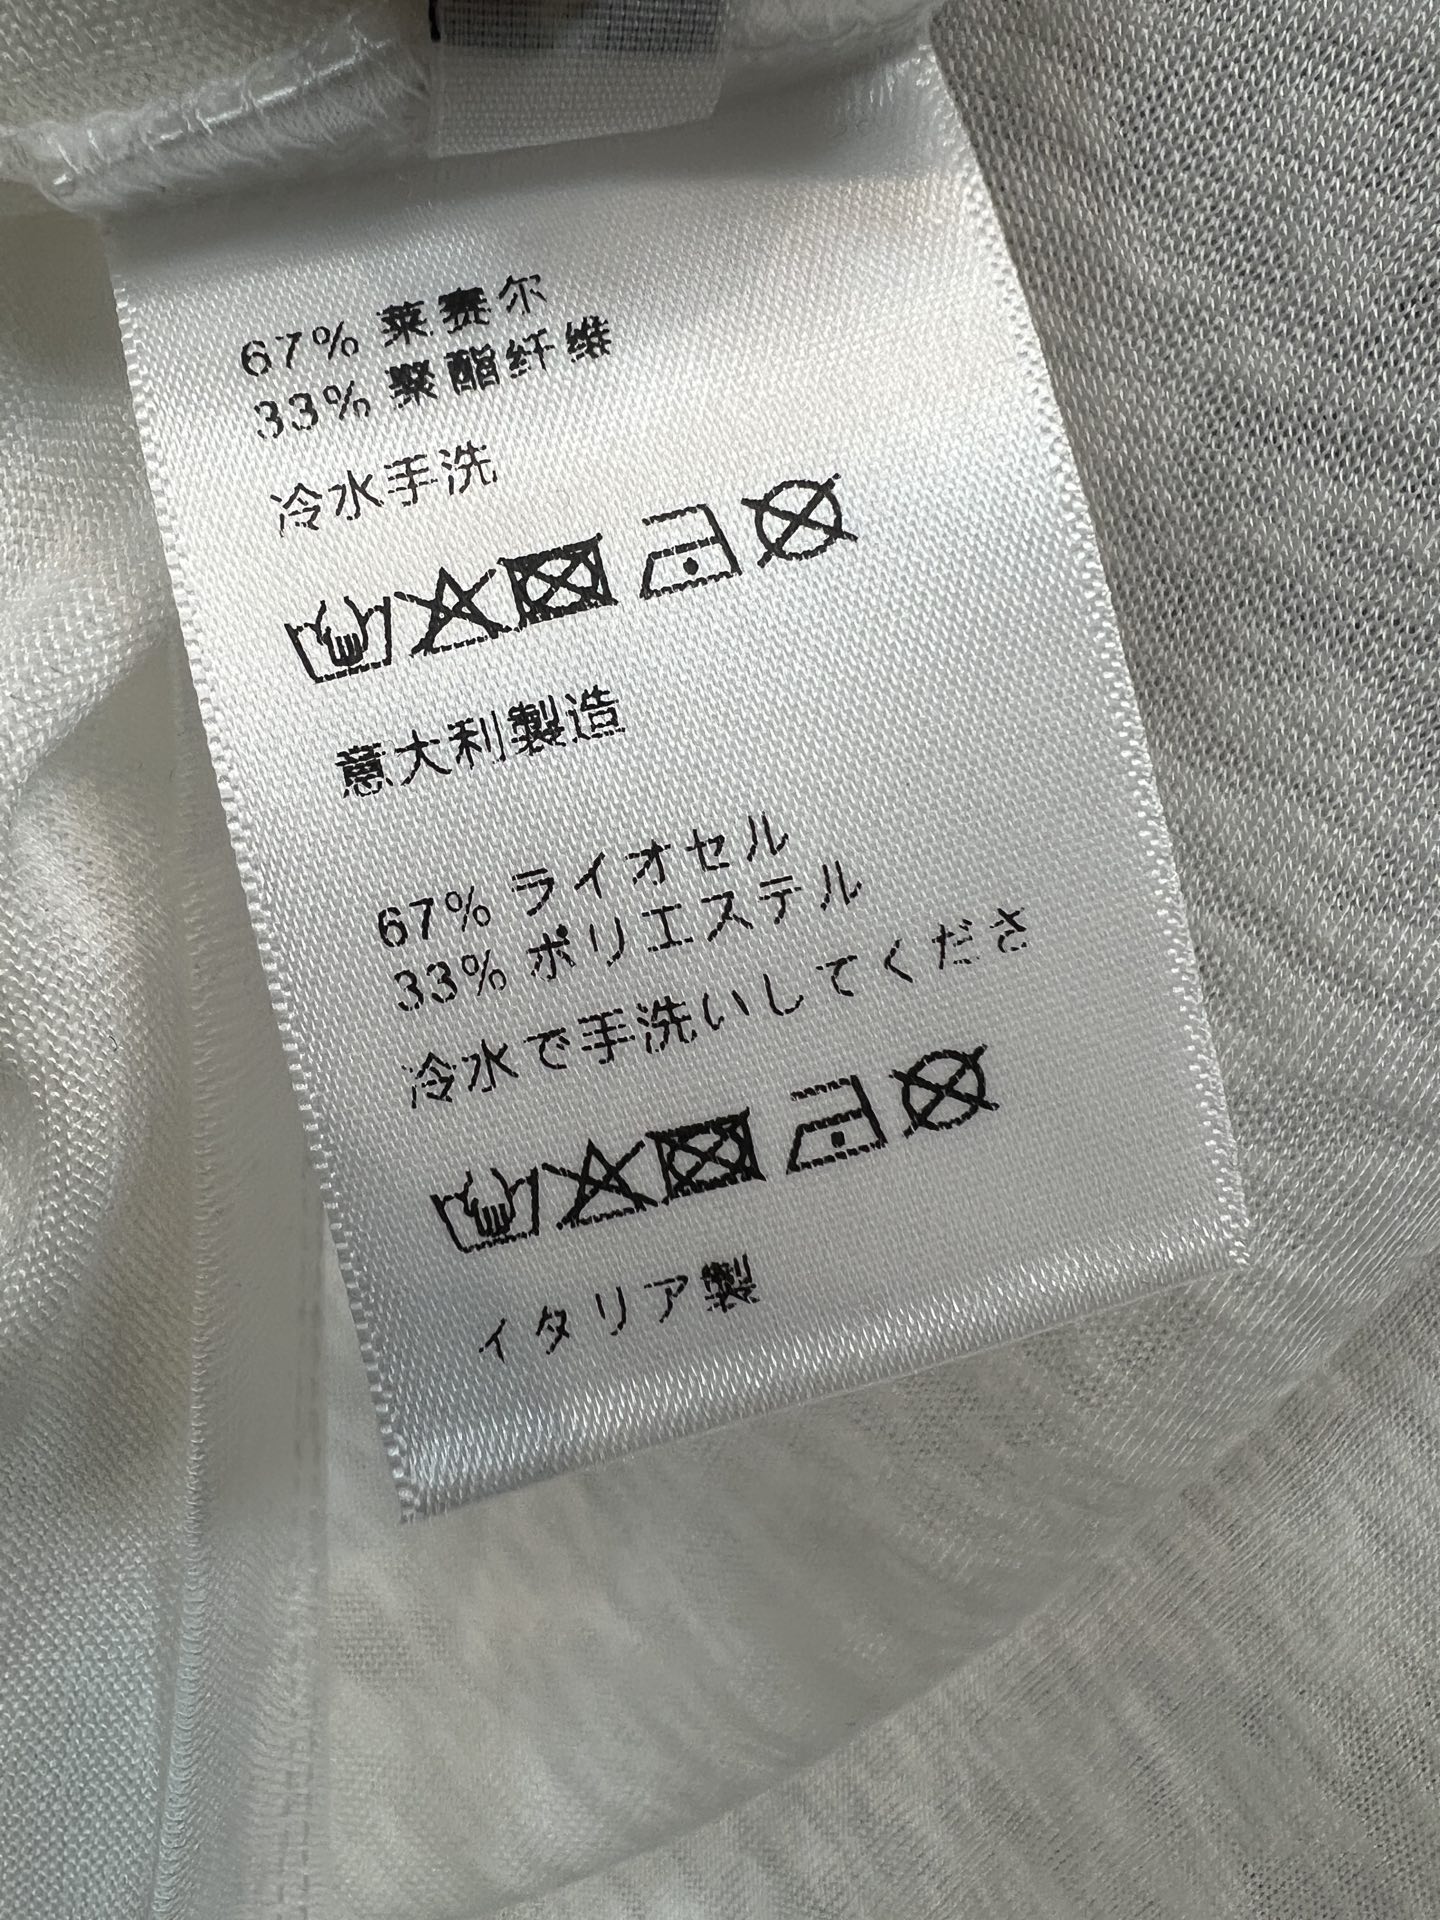 67% 莱赛尔
33% 聚酯纤维
冷水手洗
意大利製造
67% ライオセル
33% ポリエステル
冷水で手洗いしてくださ
イタリア製